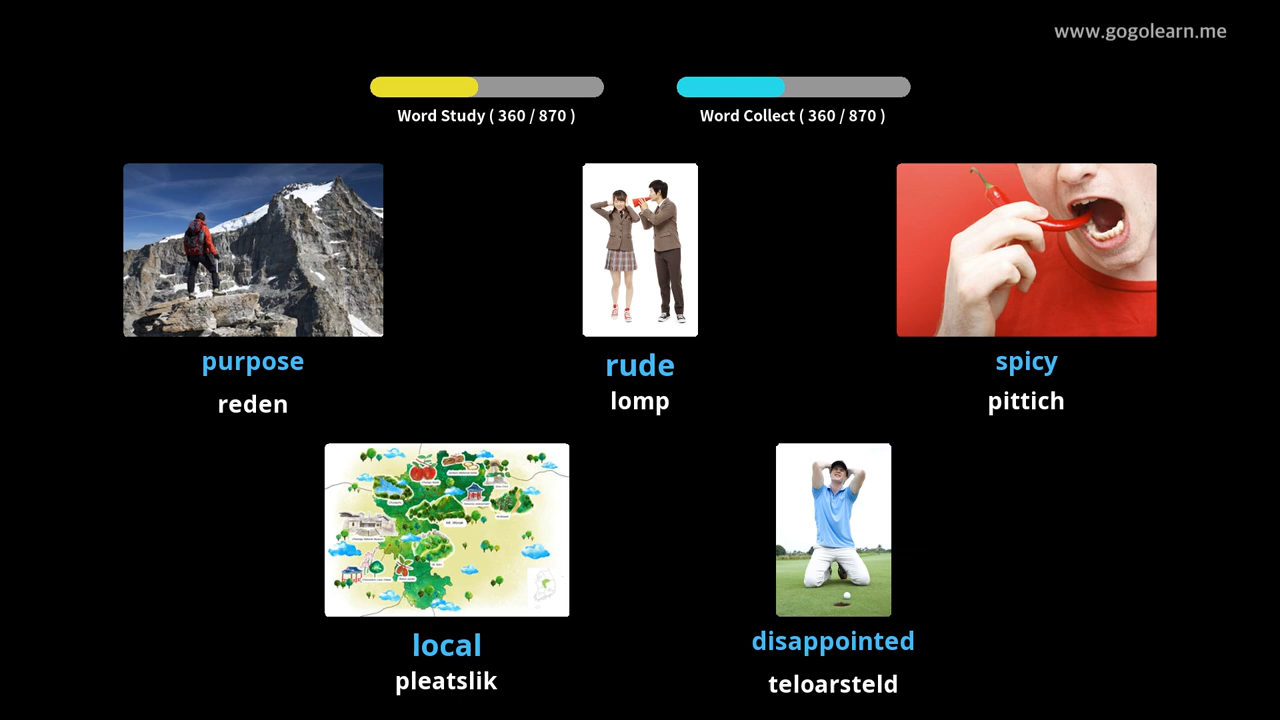 www.gogolearn.me
Word Study ( 360 / 870 )
Word Collect ( 360 / 870 )
purpose
reden
rude
lomp
spicy
pittich
local
pleatslik
disappointed
teloarsteld